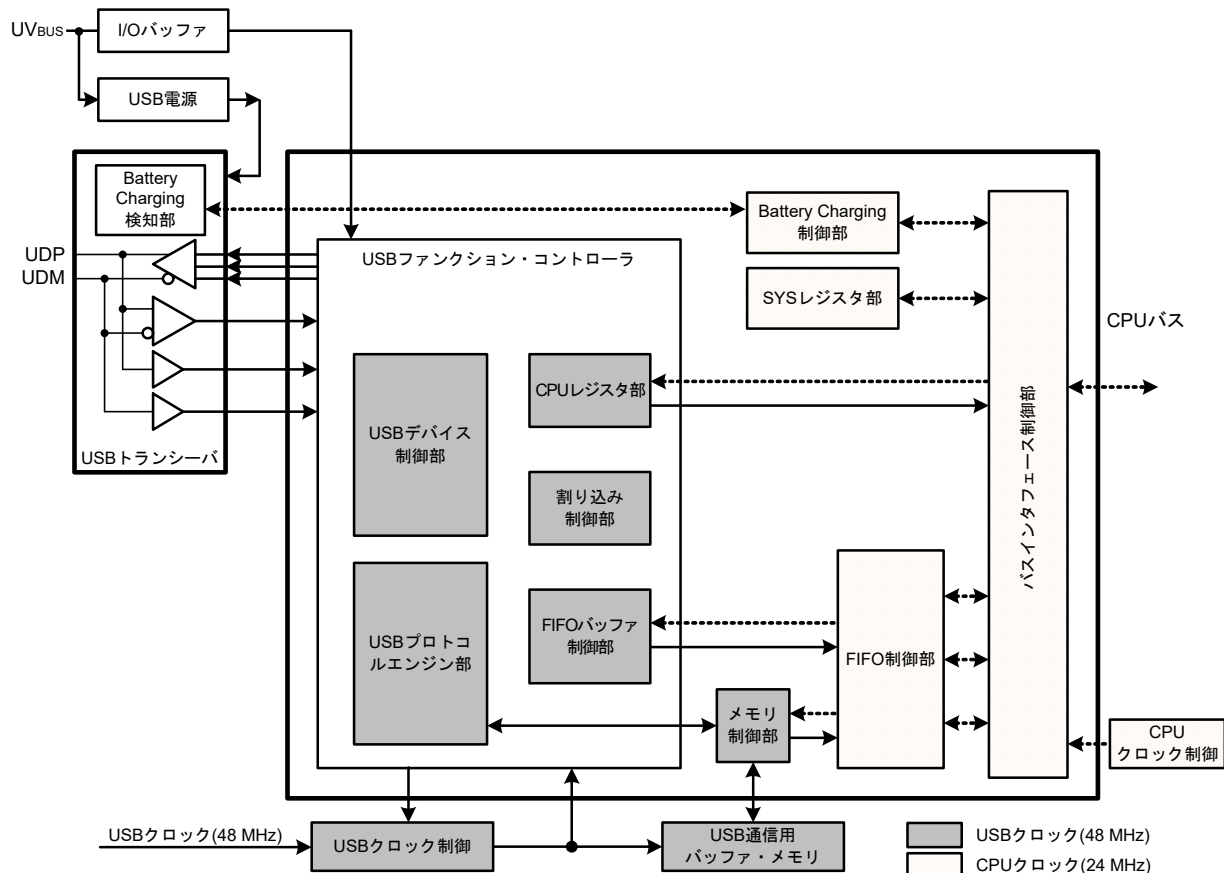 UVBUS
I/Oバッファ
USB電源
Battery
Charging
検知部
UDP
UDM
USBトランシーバ
USBファンクション・コントローラ
Battery Charging
制御部
SYSレジスタ部
CPUバス
CPUレジスタ部
USBデバイス
制御部
割り込み
制御部
バスインタフェース制御部
USBプロトコ
ルエンジン部
FIFOバッファ
制御部
FIFO制御部
メモリ
制御部
CPU
クロック制御
USBクロック(48 MHz)
USBクロック制御
USB通信用
バッファ・メモリ
USBクロック(48 MHz)
CPUクロック(24 MHz)